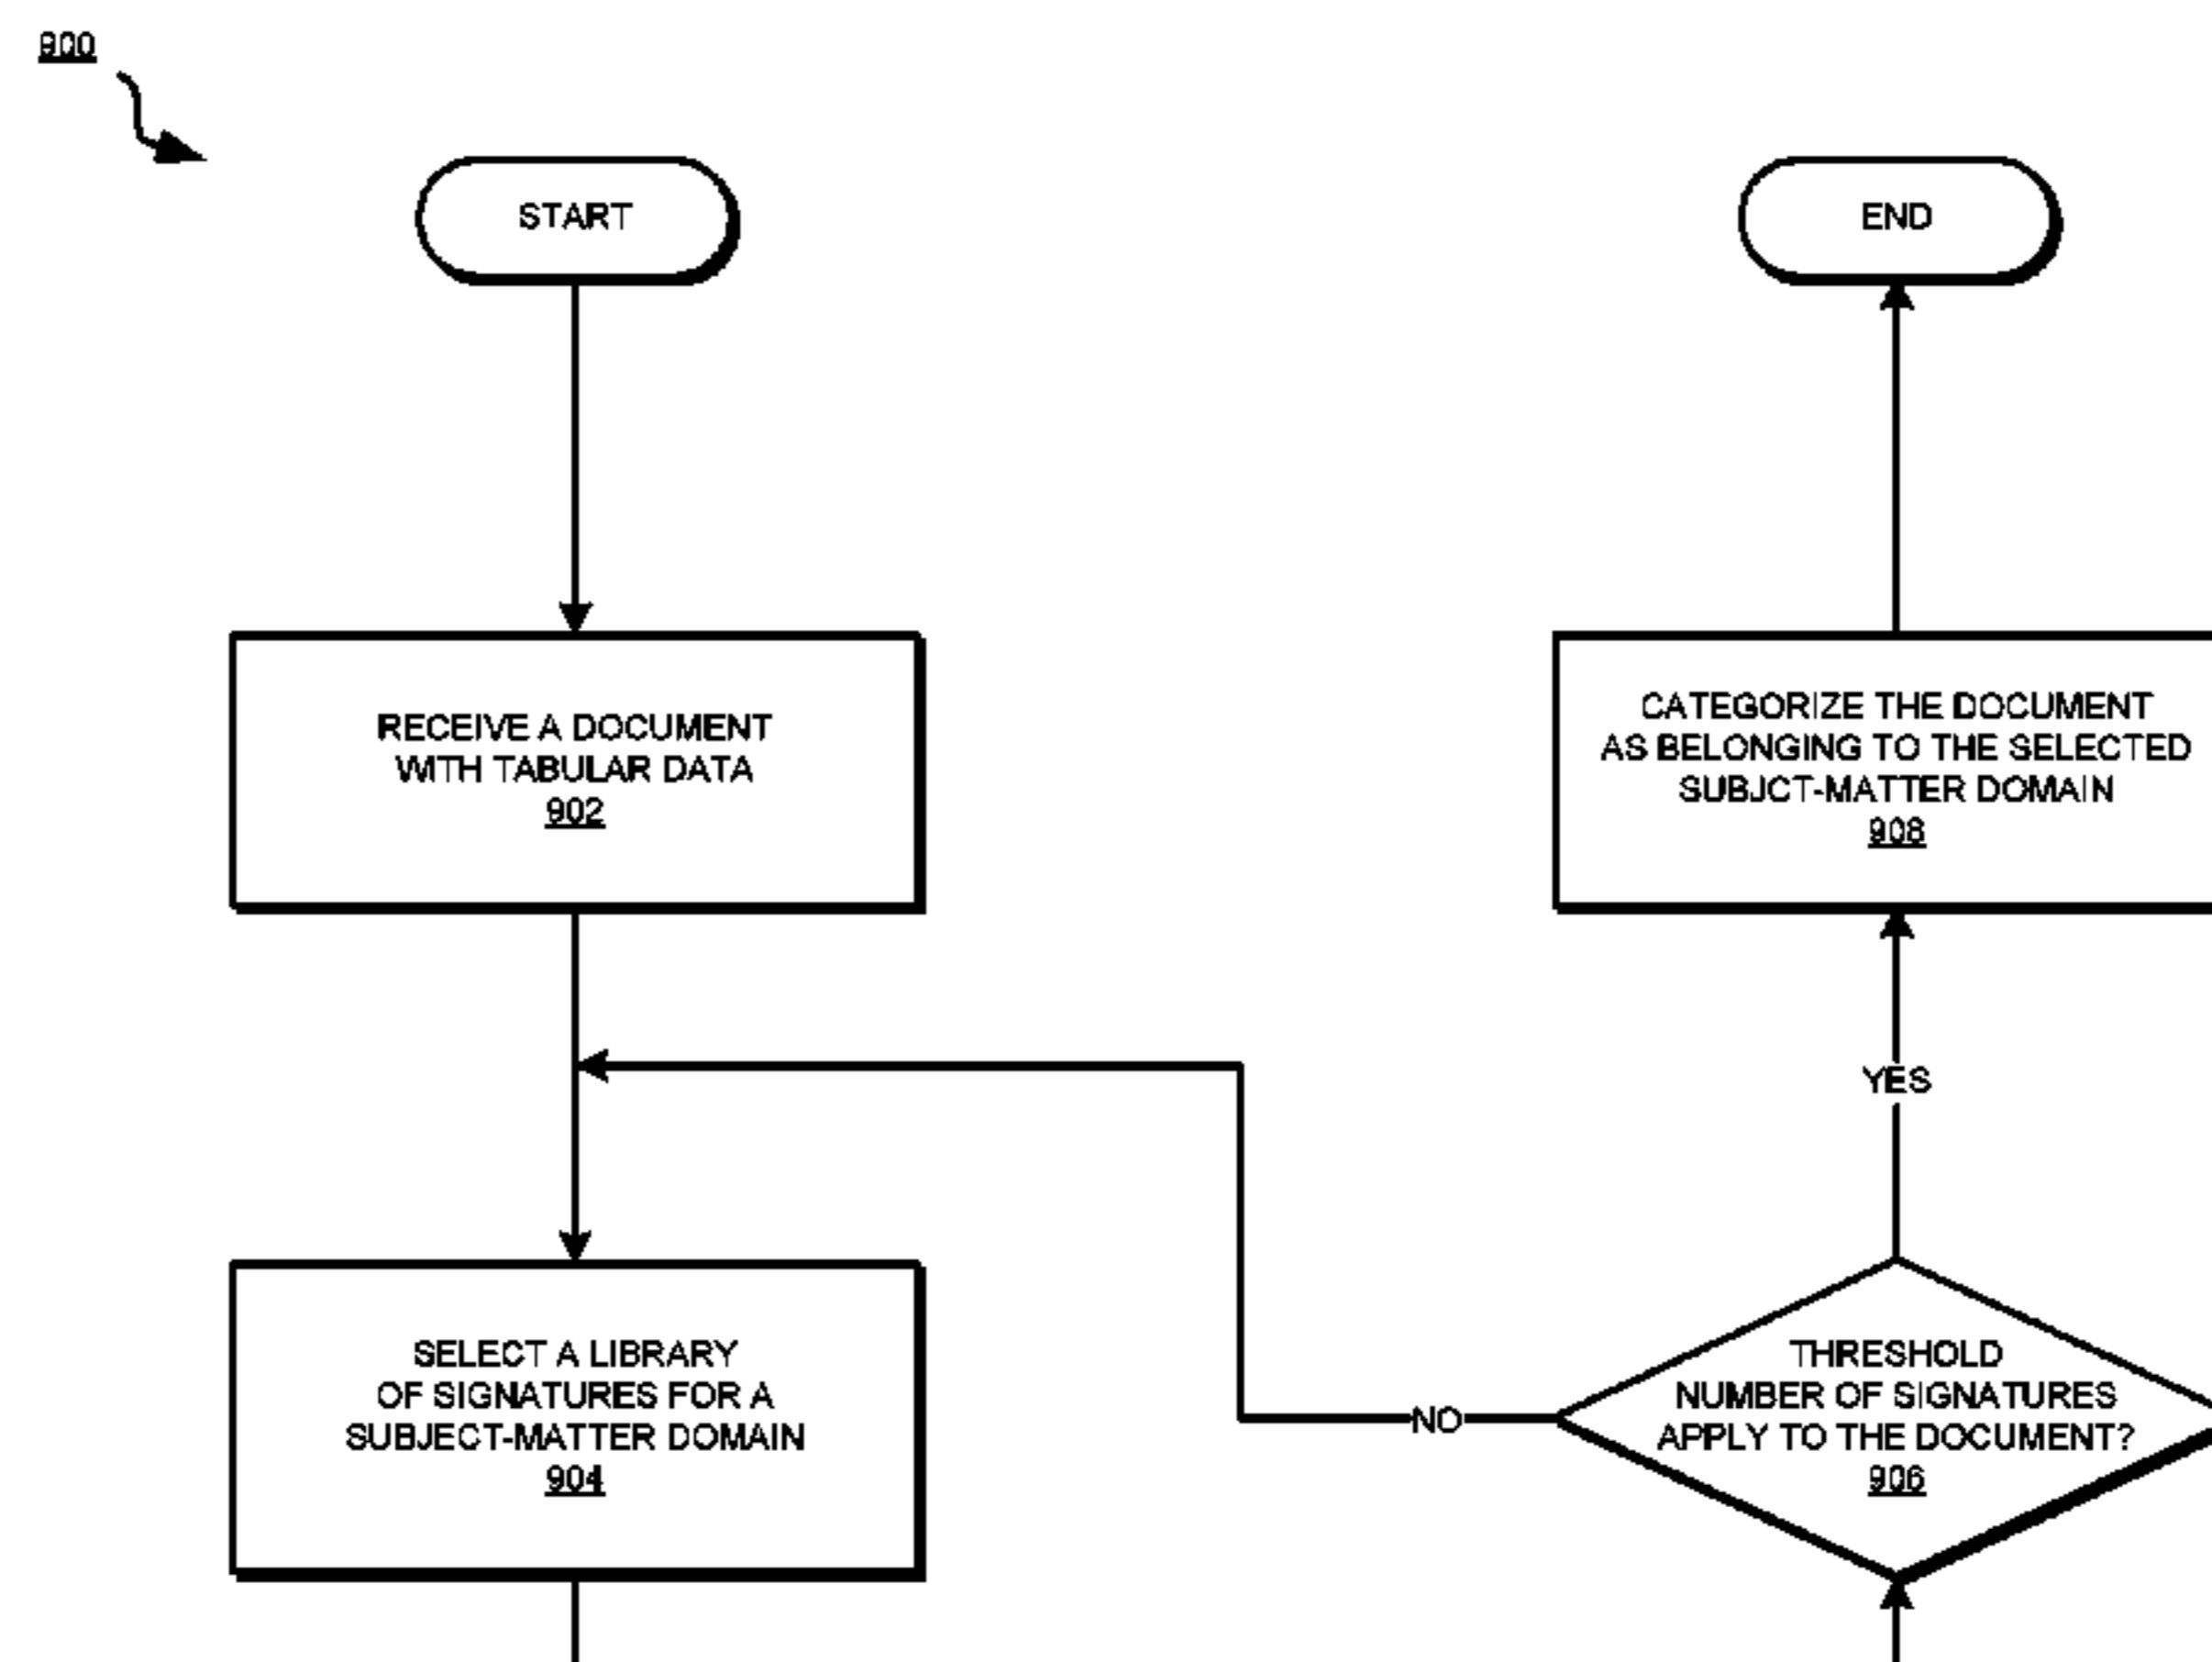 900
START
RECEIVE A DOCUMENT
WITH TABULAR DATA
902
SELECT A LIBRARY
OF SIGNATURES FOR A
SUBJECT-MATTER DOMAIN
904
END
CATEGORIZE THE DOCUMENT
AS BELONGING TO THE SELECTED
SUBJCT-MATTER DOMAIN
908
YES
NO
THRESHOLD
NUMBER OF SIGNATURES
APPLY TO THE DOCUMENT?
906